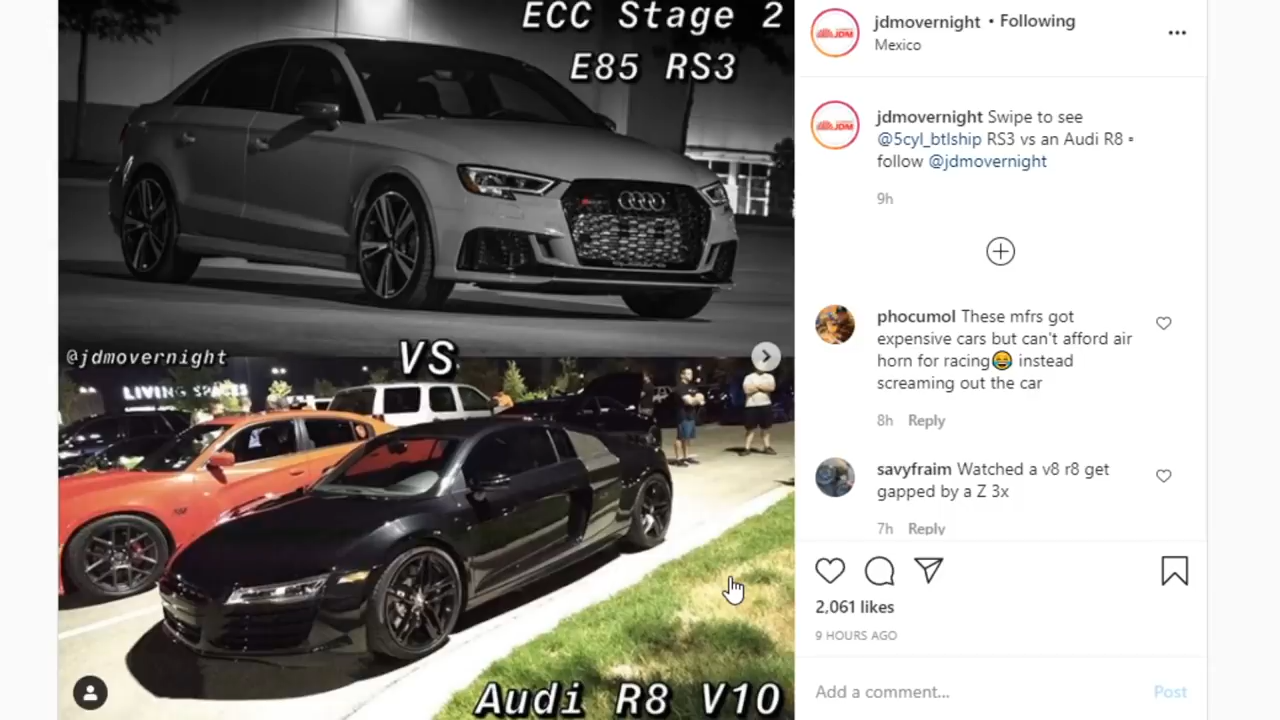 ECC Stage 2
E85 RS3
@jdmovernight
VS
LIVING SPACES
Audi R8 V10
jdmovernight • Following
Mexico
JDM
jdmovernight Swipe to see
@5cyl_btlship RS3 vs an Audi R8 ▫
follow @jdmovernight
9h
JDM
phocumol These mfrs got
expensive cars but can't afford air
horn for racing😂 instead
screaming out the car
8h Reply
savyfraim Watched a v8 r8 get
gapped by a Z 3x
7h Reply
2,061 likes
9 HOURS AGO
Add a comment...
Post